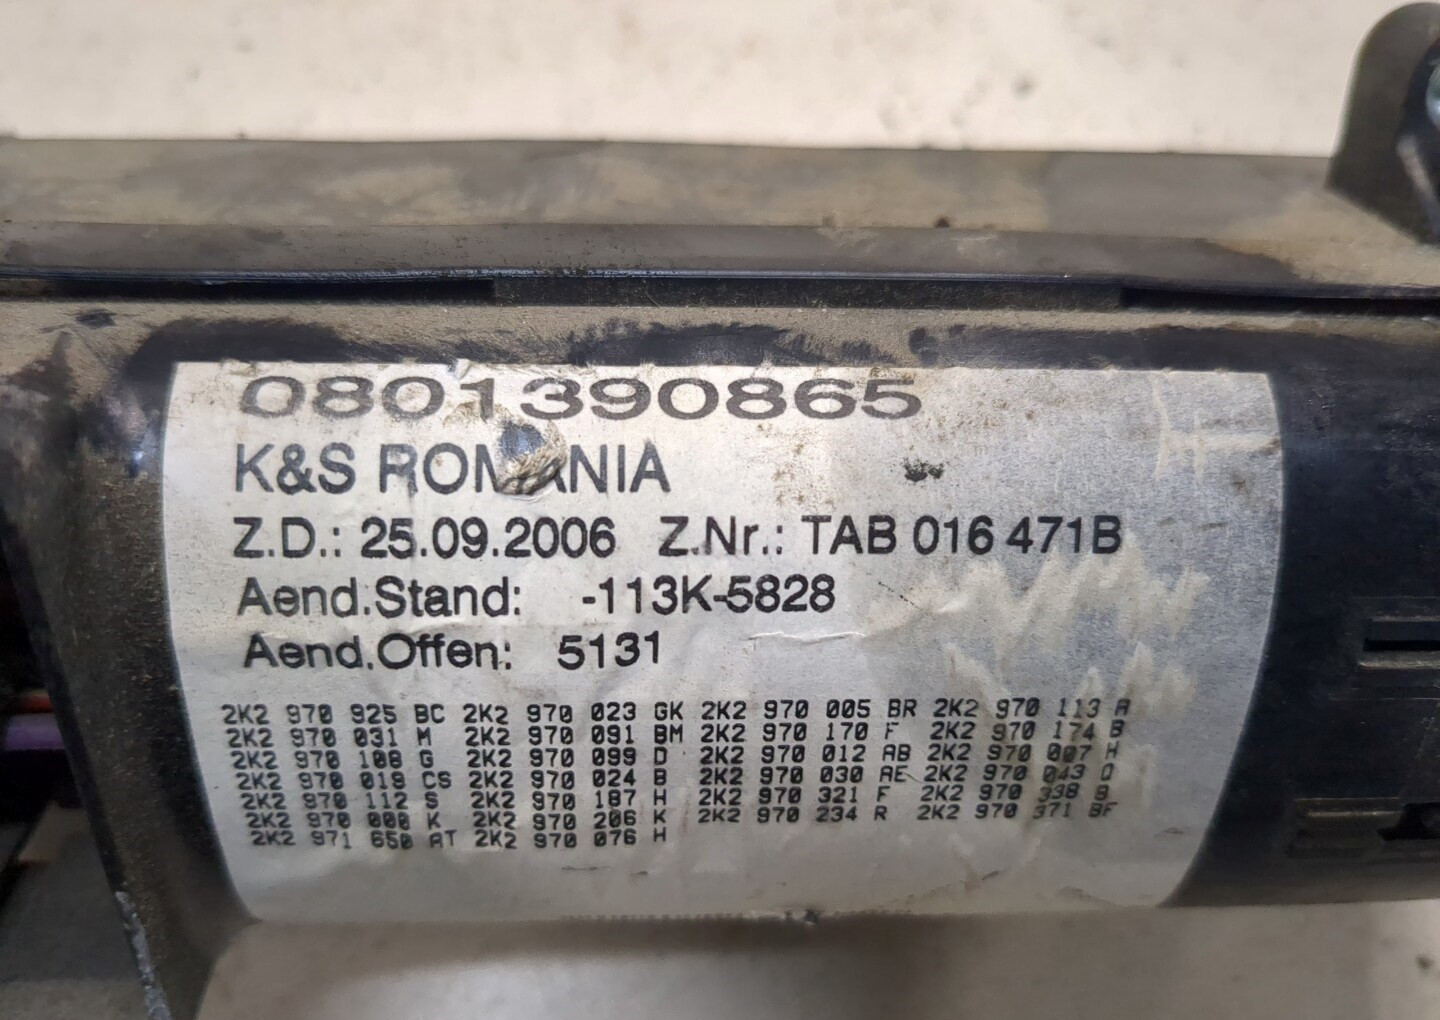 0801390865
K&S ROMANIA
Z.D.: 25.09.2006 Z.Nr.: TAB 016 471B
Aend.Stand: -113K-5828
Aend.Offen: 5131
2K2 970 925 BC 2K2 970 023 GK 2K2 970 005 BR 2K2 970 113 A
2K2 970 031 M 2K2 970 091 BM 2K2 970 170 F 2K2 970 174 B
2K2 970 108 G 2K2 970 099 D 2K2 970 012 AB 2K2 970 007 H
2K2 970 019 CS 2K2 970 024 B 2K2 970 030 AE 2K2 970 043
2K2 970 112 S 2K2 970 187 H 2K2 970 321 F 2K2 970 338 B
2K2 970 000 K 2K2 970 206 K 2K2 970 234 R 2K2 970 371 BF
2K2 971 650 AT 2K2 970 076 H